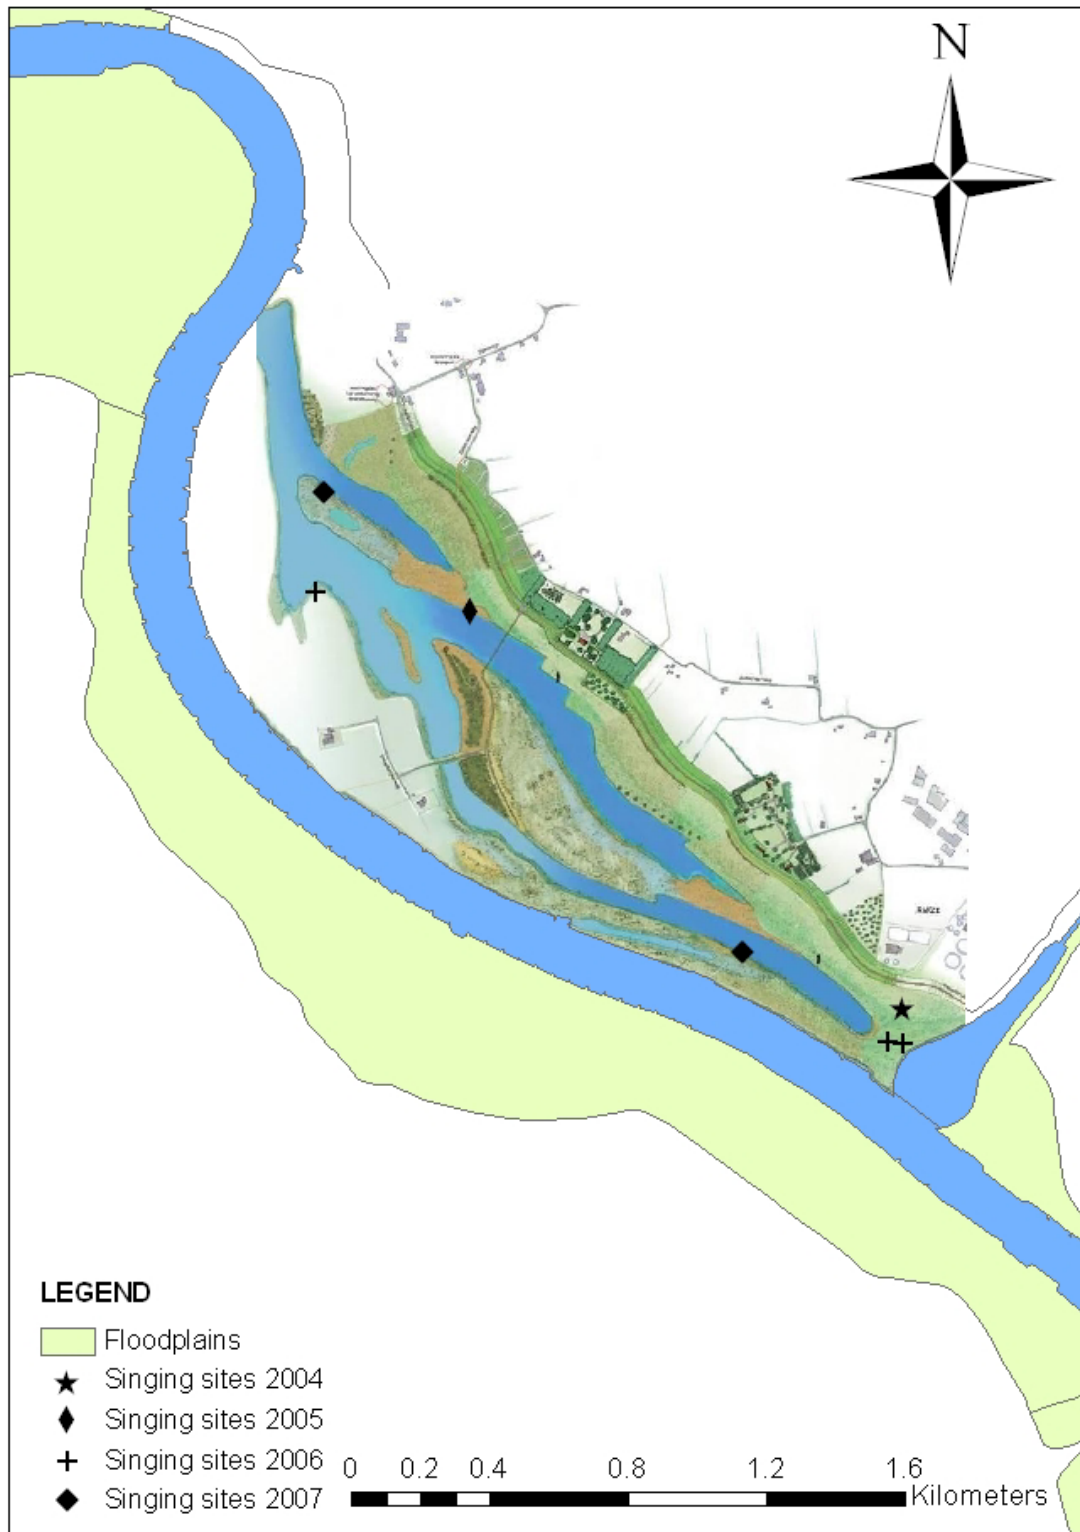 N
LEGEND
Floodplains
Singing sites 2004
Singing sites 2005
Singing sites 2006
Singing sites 2007
0 0.2 0.4 0.8 1.2 1.6
Kilometers